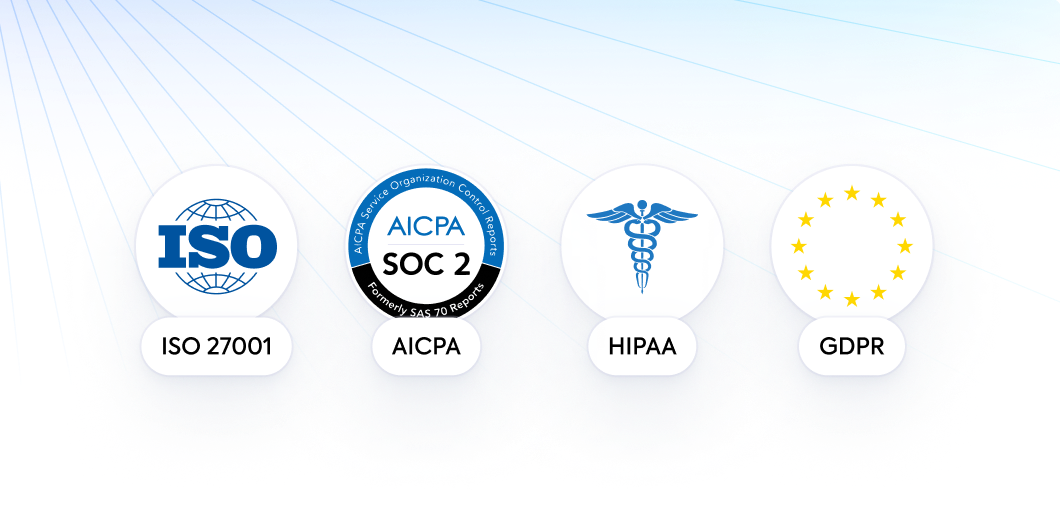 ISO
AICPA Service Organization Control Reports
AICPA
SOC 2
Formerly SAS 70 Reports
ISO 27001
AICPA
HIPAA
GDPR